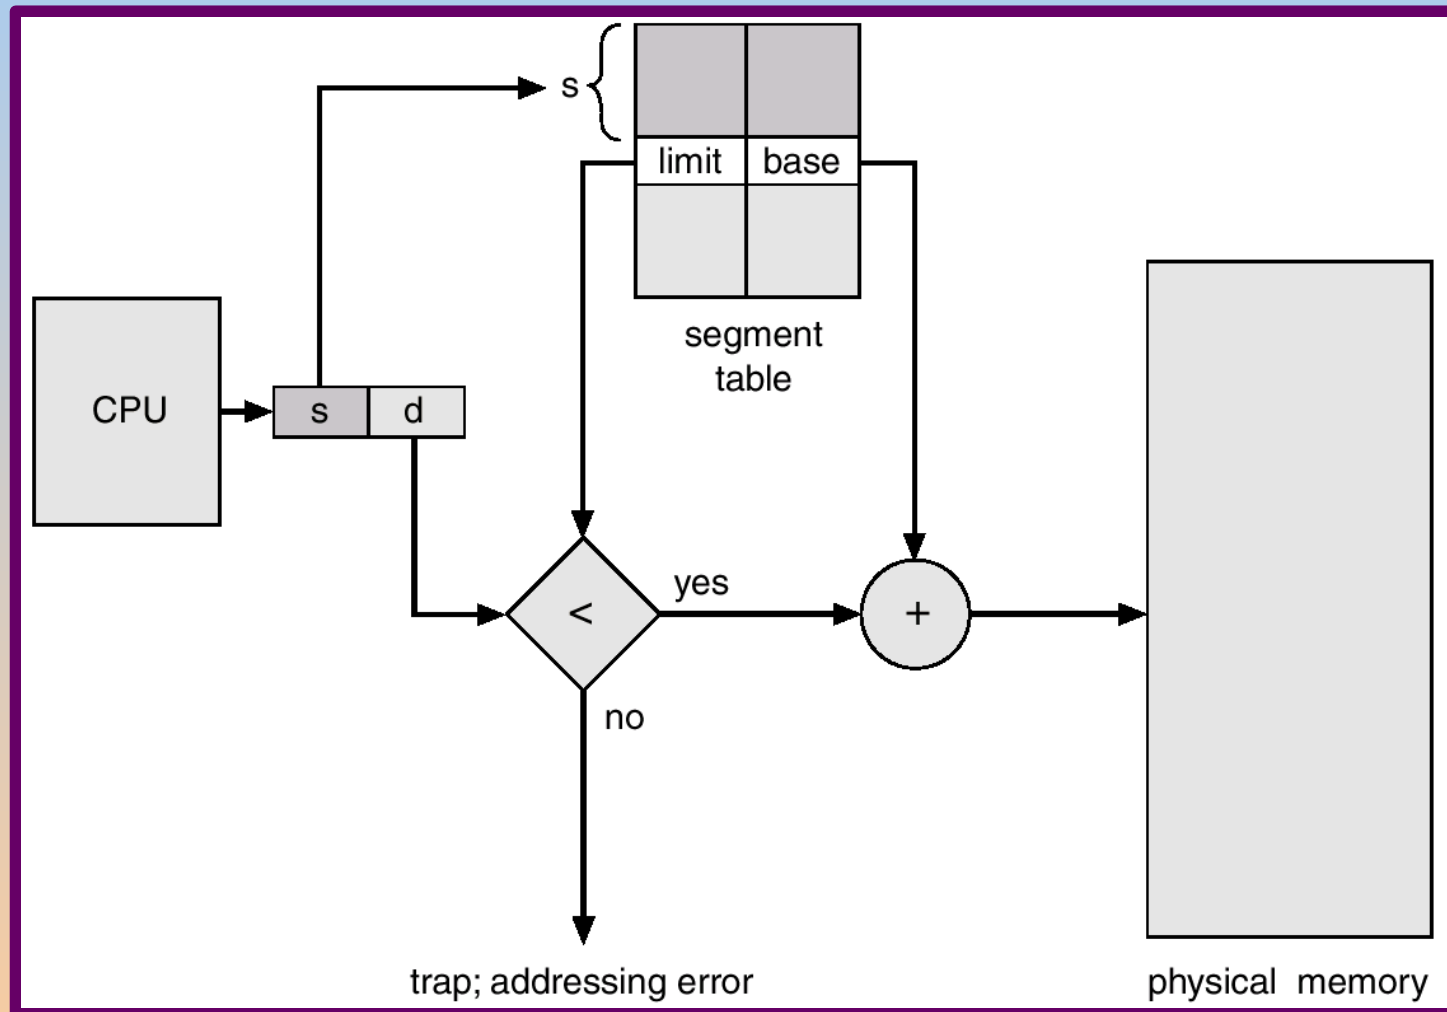 s
limit base
segment
table
CPU
s d
<
yes
+
no
trap; addressing error
physical memory